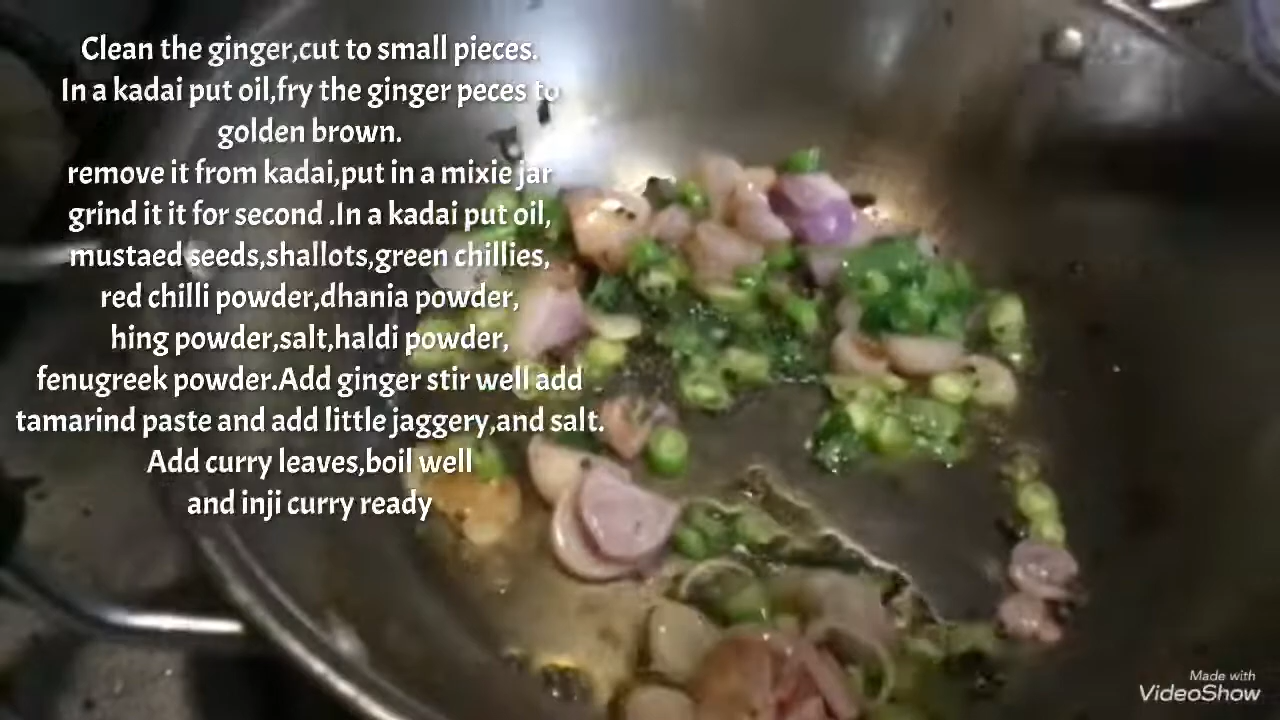 Clean the ginger,cut to small pieces.
In a kadai put oil,fry the ginger peces to
golden brown.
remove it from kadai,put in a mixie jar
grind it it for second .In a kadai put oil,
mustaed seeds,shallots,green chillies,
red chilli powder,dhania powder,
hing powder,salt,haldi powder,
fenugreek powder.Add ginger stir well add
tamarind paste and add little jaggery,and salt.
Add curry leaves,boil well
and inji curry ready
Made with
VideoShow